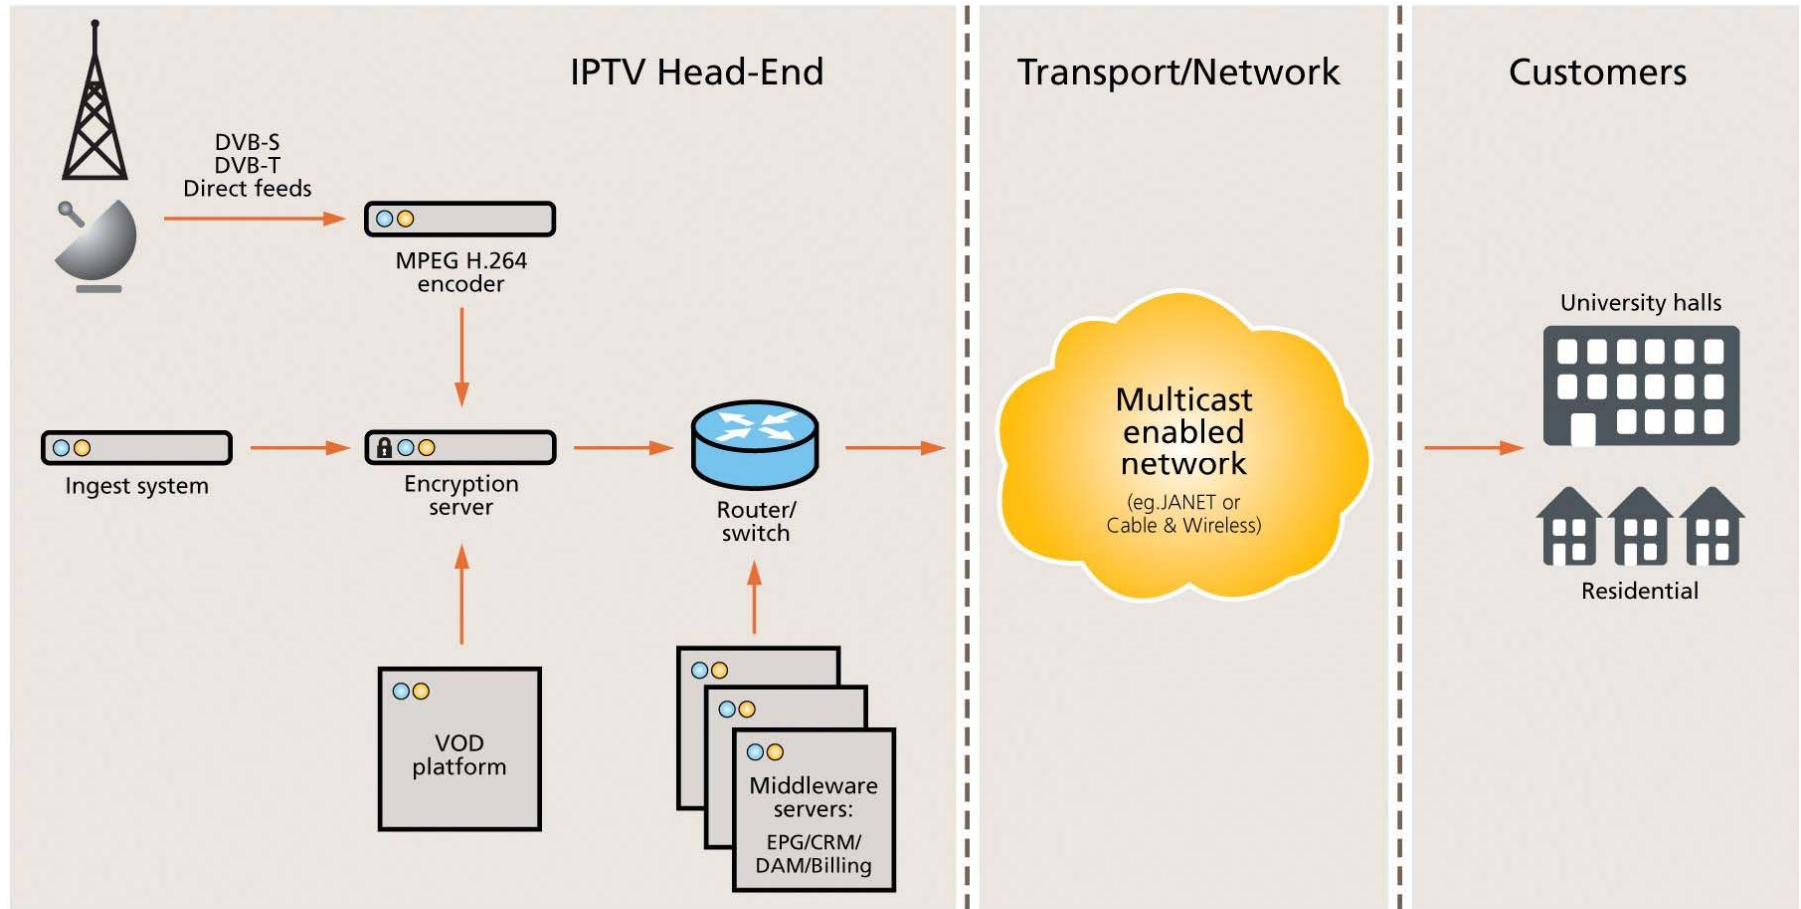 IPTV Head-End
Transport/Network
Customers
DVB-S
DVB-T
Direct feeds
MPEG H.264
encoder
Ingest system
Encryption
server
Router/
switch
VOD
platform
Middleware
servers:
EPG/CRM/
DAM/Billing
Multicast
enabled
network
(eg.JANET or
Cable & Wireless)
University halls
Residential